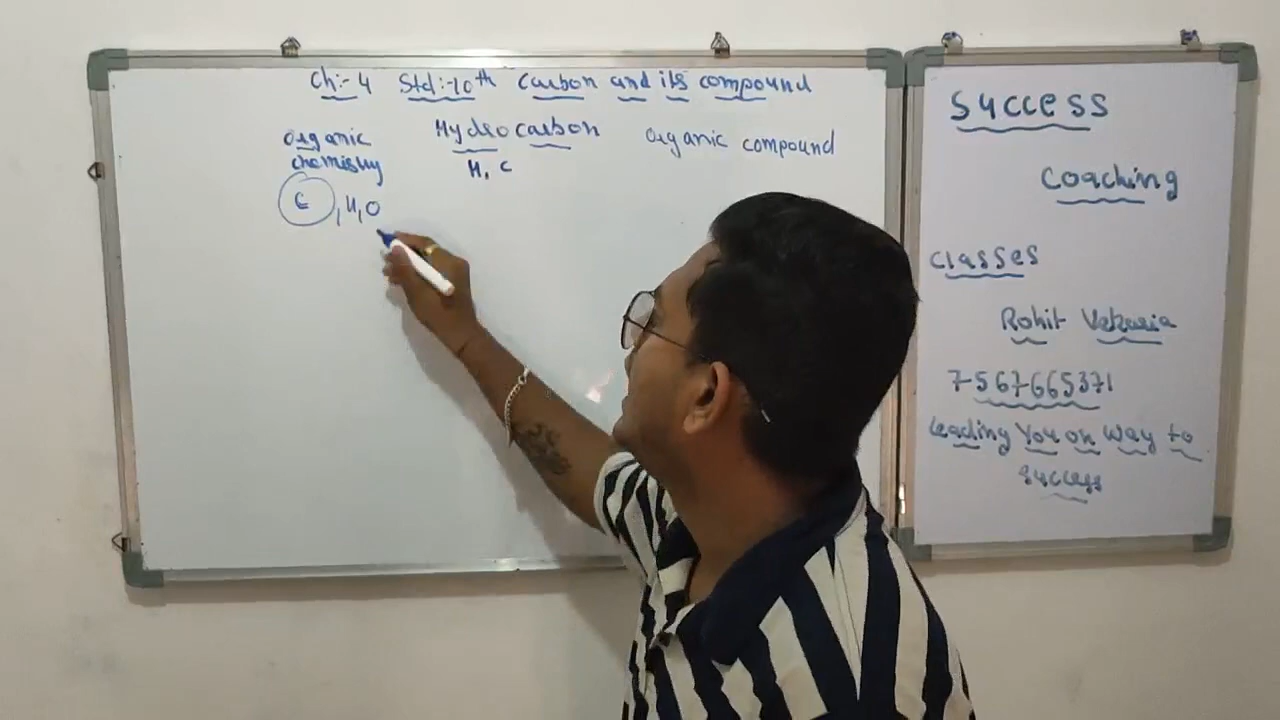 Ch:- 4 Std:-10th Carbon and its compound
organic chemistry
C, H, O
Hydrocarbon
H, C
organic compound
Success
Coaching
Classes
Rohit Vekaria
7567665371
Leading You on Way to
Success